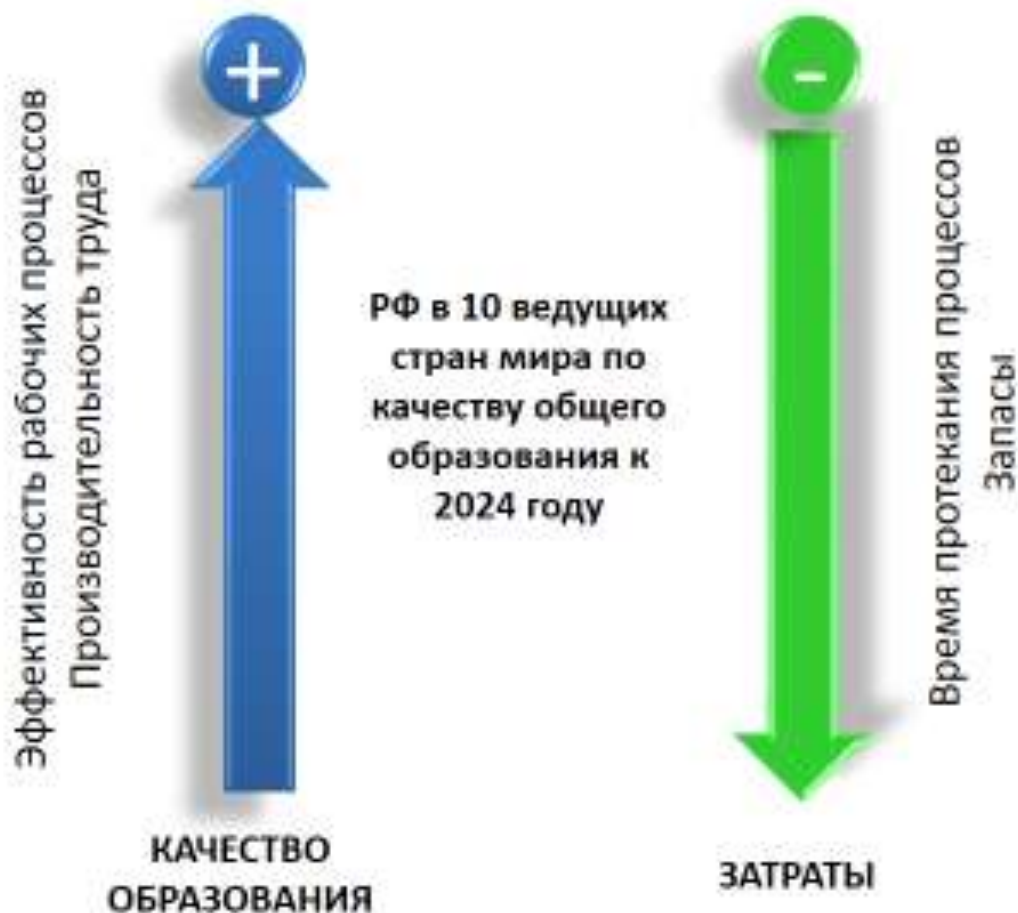 +
-
Эффективность рабочих процессов
Производительность труда
РФ в 10 ведущих
стран мира по
качеству общего
образования к
2024 году
Время протекания процессов
Запасы
КАЧЕСТВО
ОБРАЗОВАНИЯ
ЗАТРАТЫ